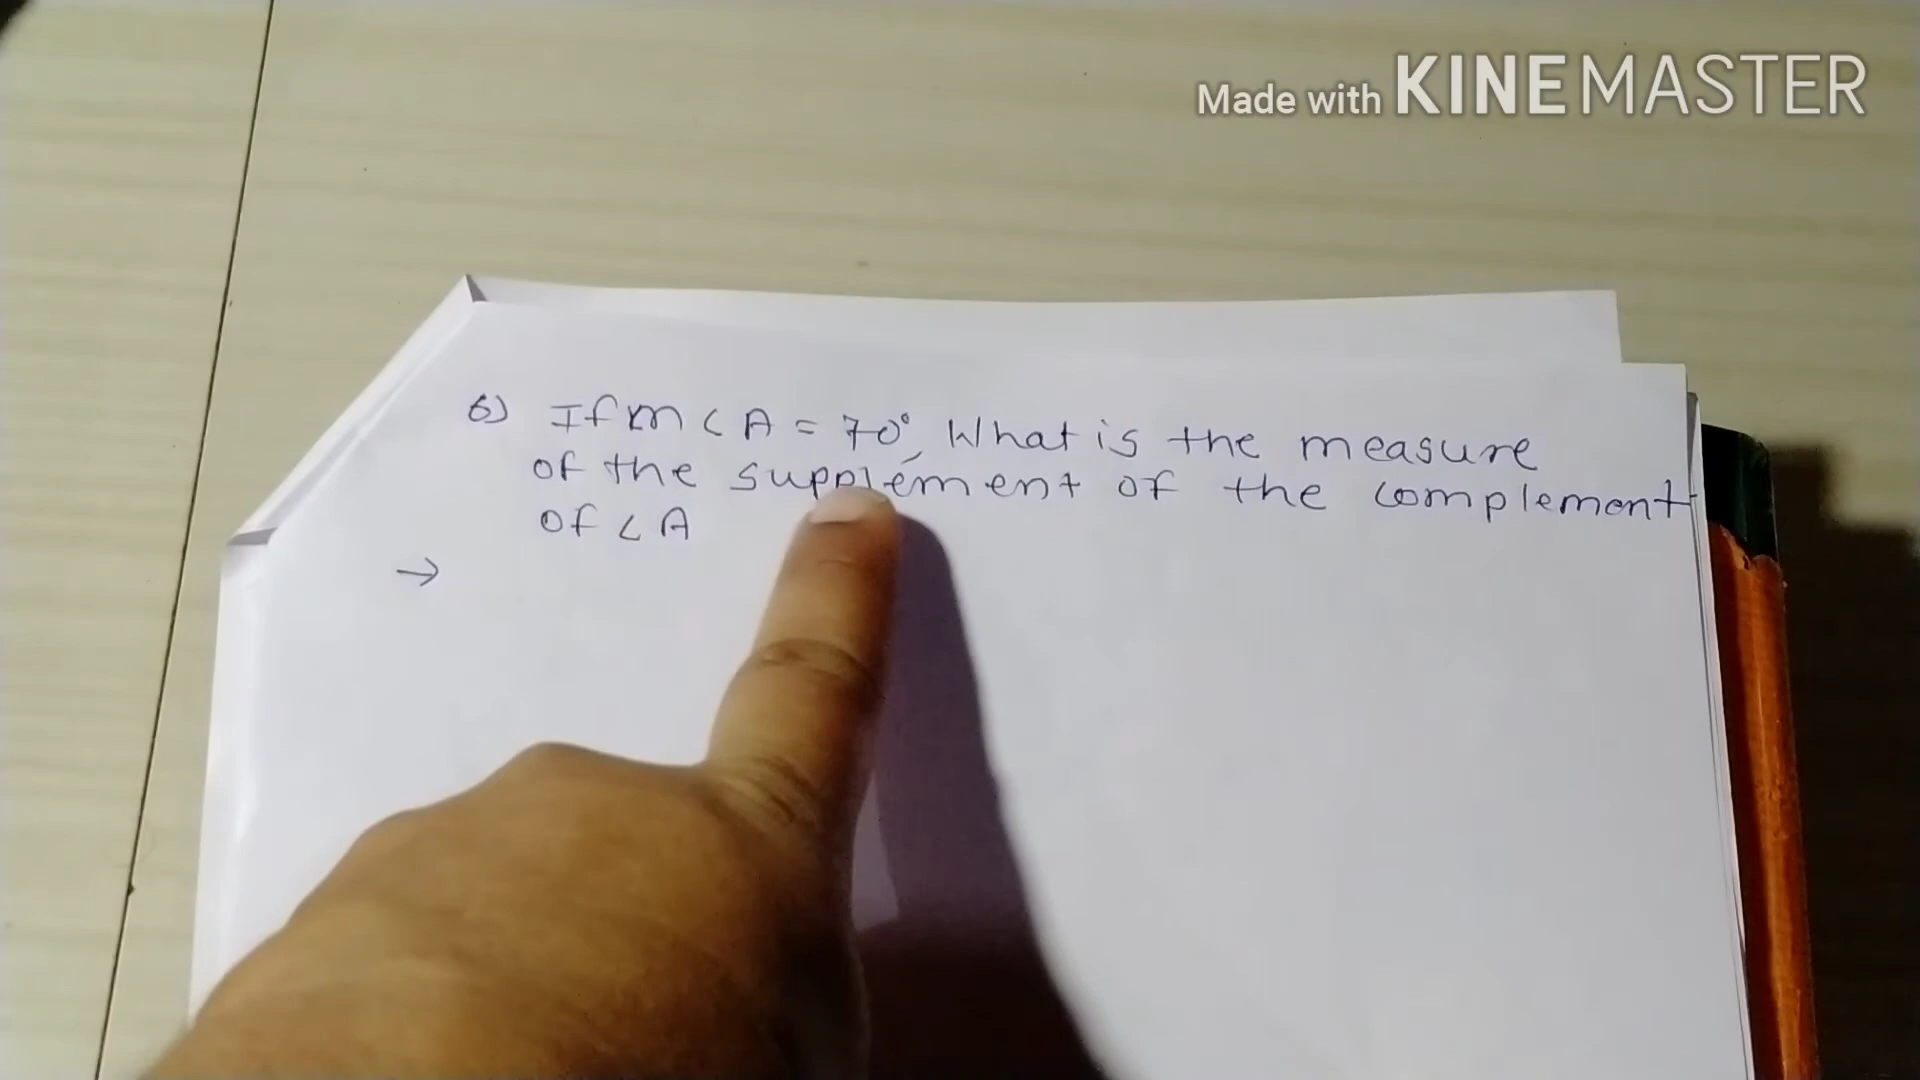 Made with KINEMASTER
6) If m < A = 70°, What is the measure
of the supplement of the complement
of < A
→